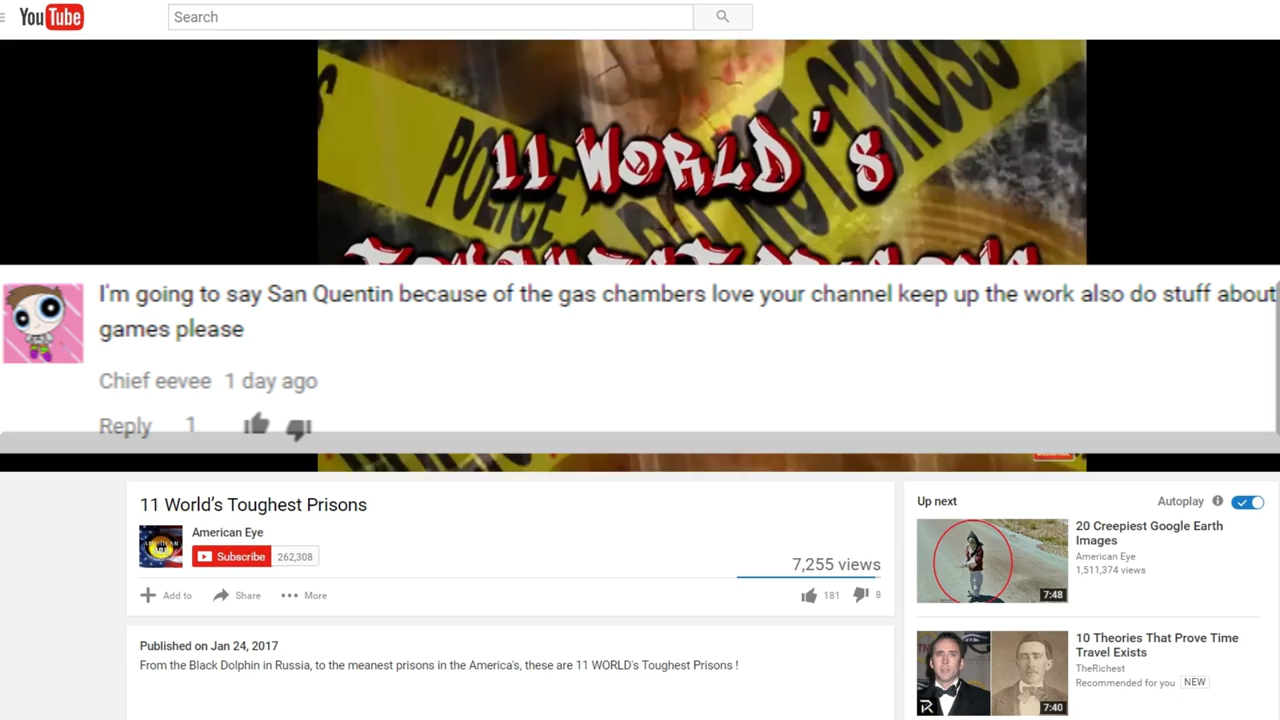 YouTube
Search
POLICE
DO NOT CROSS
11 WORLD's
I'm going to say San Quentin because of the gas chambers love your channel keep up the work also do stuff about
games please
Chief eevee 1 day ago
Reply 1
11 World's Toughest Prisons
American Eye
Subscribe 262,308
7,255 views
Add to Share More
181 8
Published on Jan 24, 2017
From the Black Dolphin in Russia, to the meanest prisons in the America's, these are 11 WORLD's Toughest Prisons !
Up next Autoplay
20 Creepiest Google Earth
Images
American Eye
1,511,374 views
7:48
10 Theories That Prove Time
Travel Exists
TheRichest
Recommended for you NEW
7:40